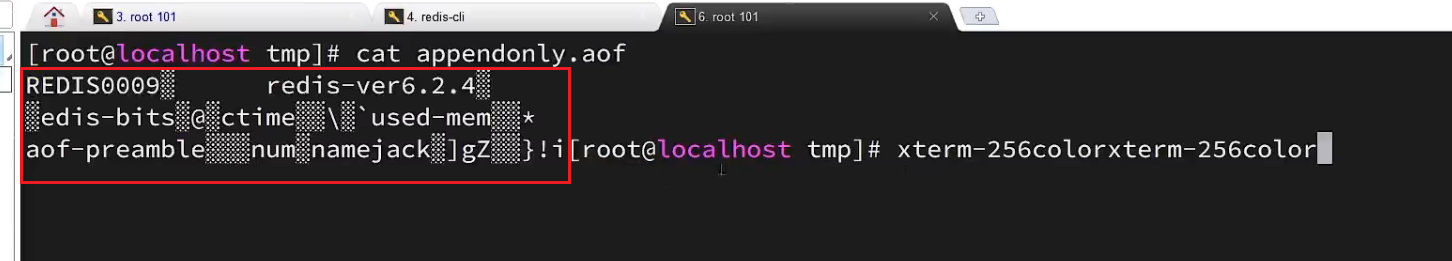 3. root 101
4. redis-cli
6. root 101
[root@localhost tmp]# cat appendonly.aof
REDIS0009▒ redis-ver6.2.4▒
▒edis-bits▒@▒ctime▒▒\▒`used-mem▒▒*
aof-preamble▒▒▒num▒namejack▒]gZ▒▒}!i[root@localhost tmp]# xterm-256colorxterm-256color